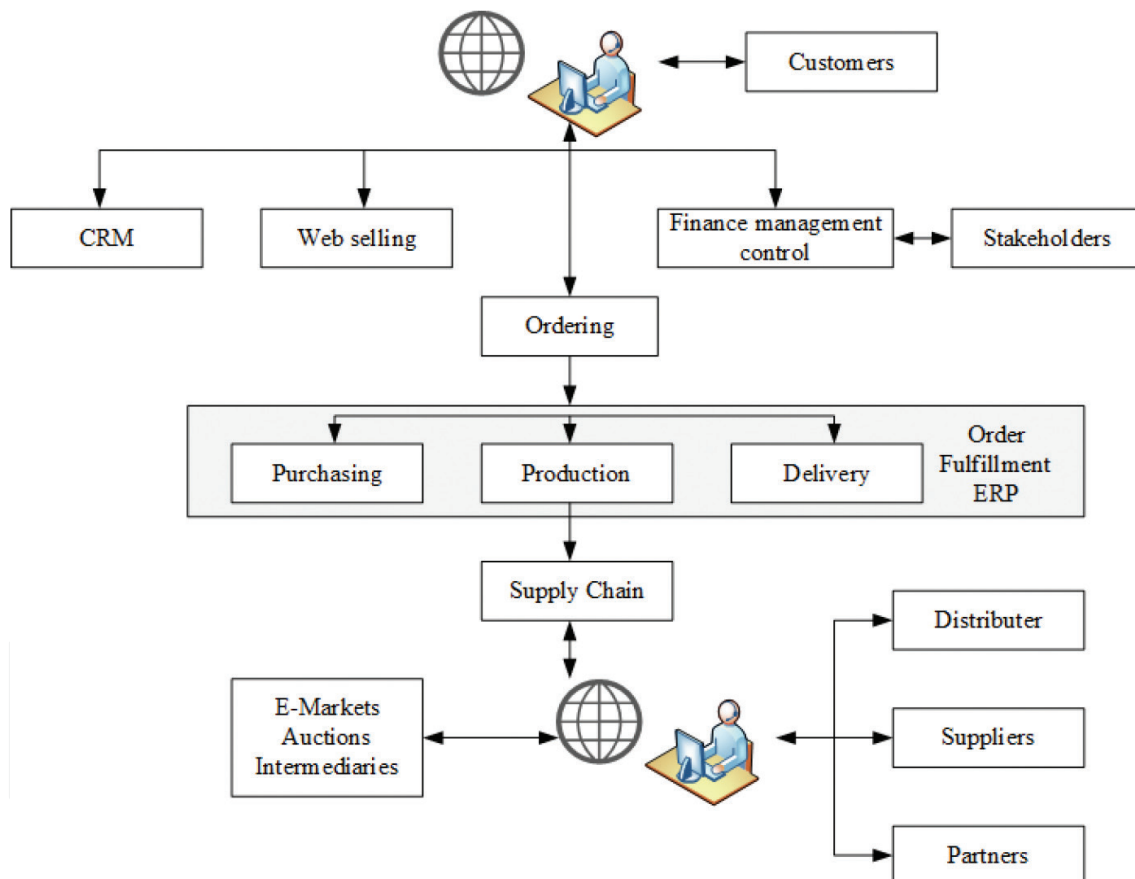 Customers
CRM
Web selling
Finance management
control
Stakeholders
Ordering
Purchasing
Production
Delivery
Order
Fulfillment
ERP
Supply Chain
Distributer
E-Markets
Auctions
Intermediaries
Suppliers
Partners